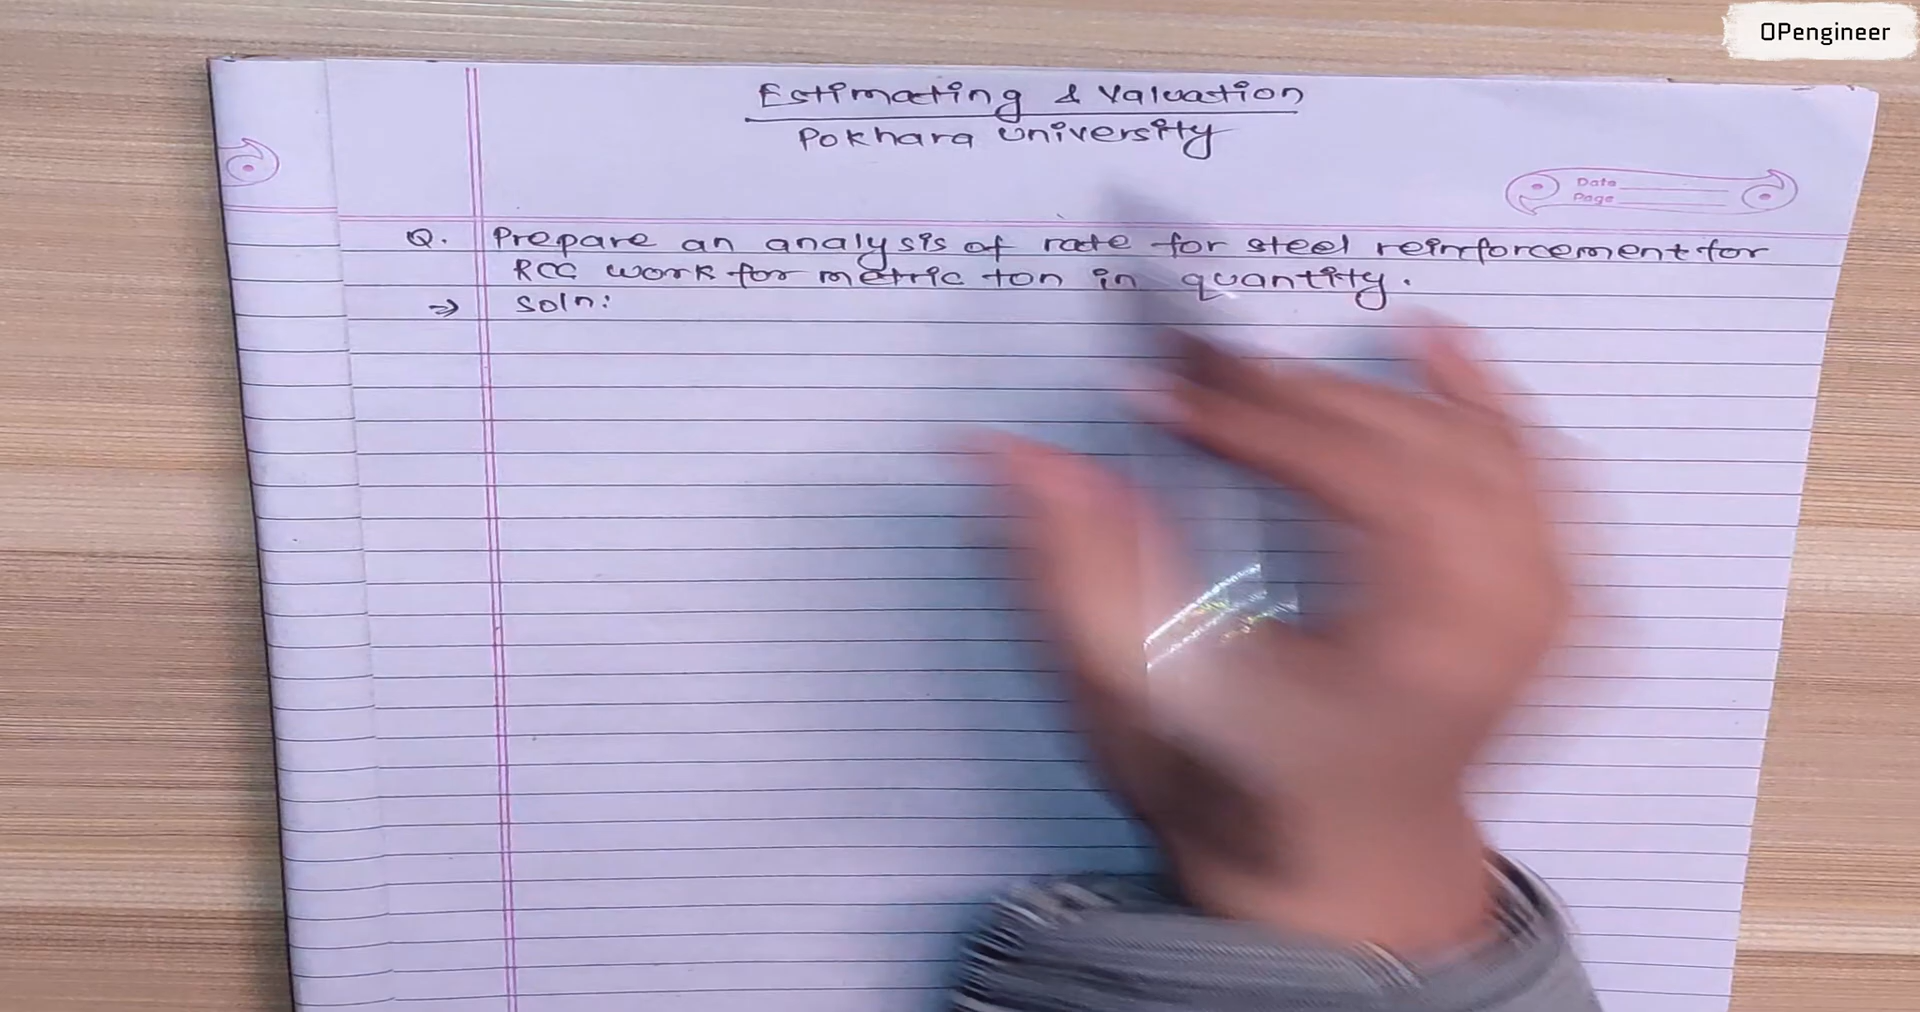 OPengineer
Estimating & Valuation
Pokhara University
Date
Page
Q. Prepare an analysis of rate for steel reinforcement for
RCC work for metric ton in quantity.
⇒ Soln: